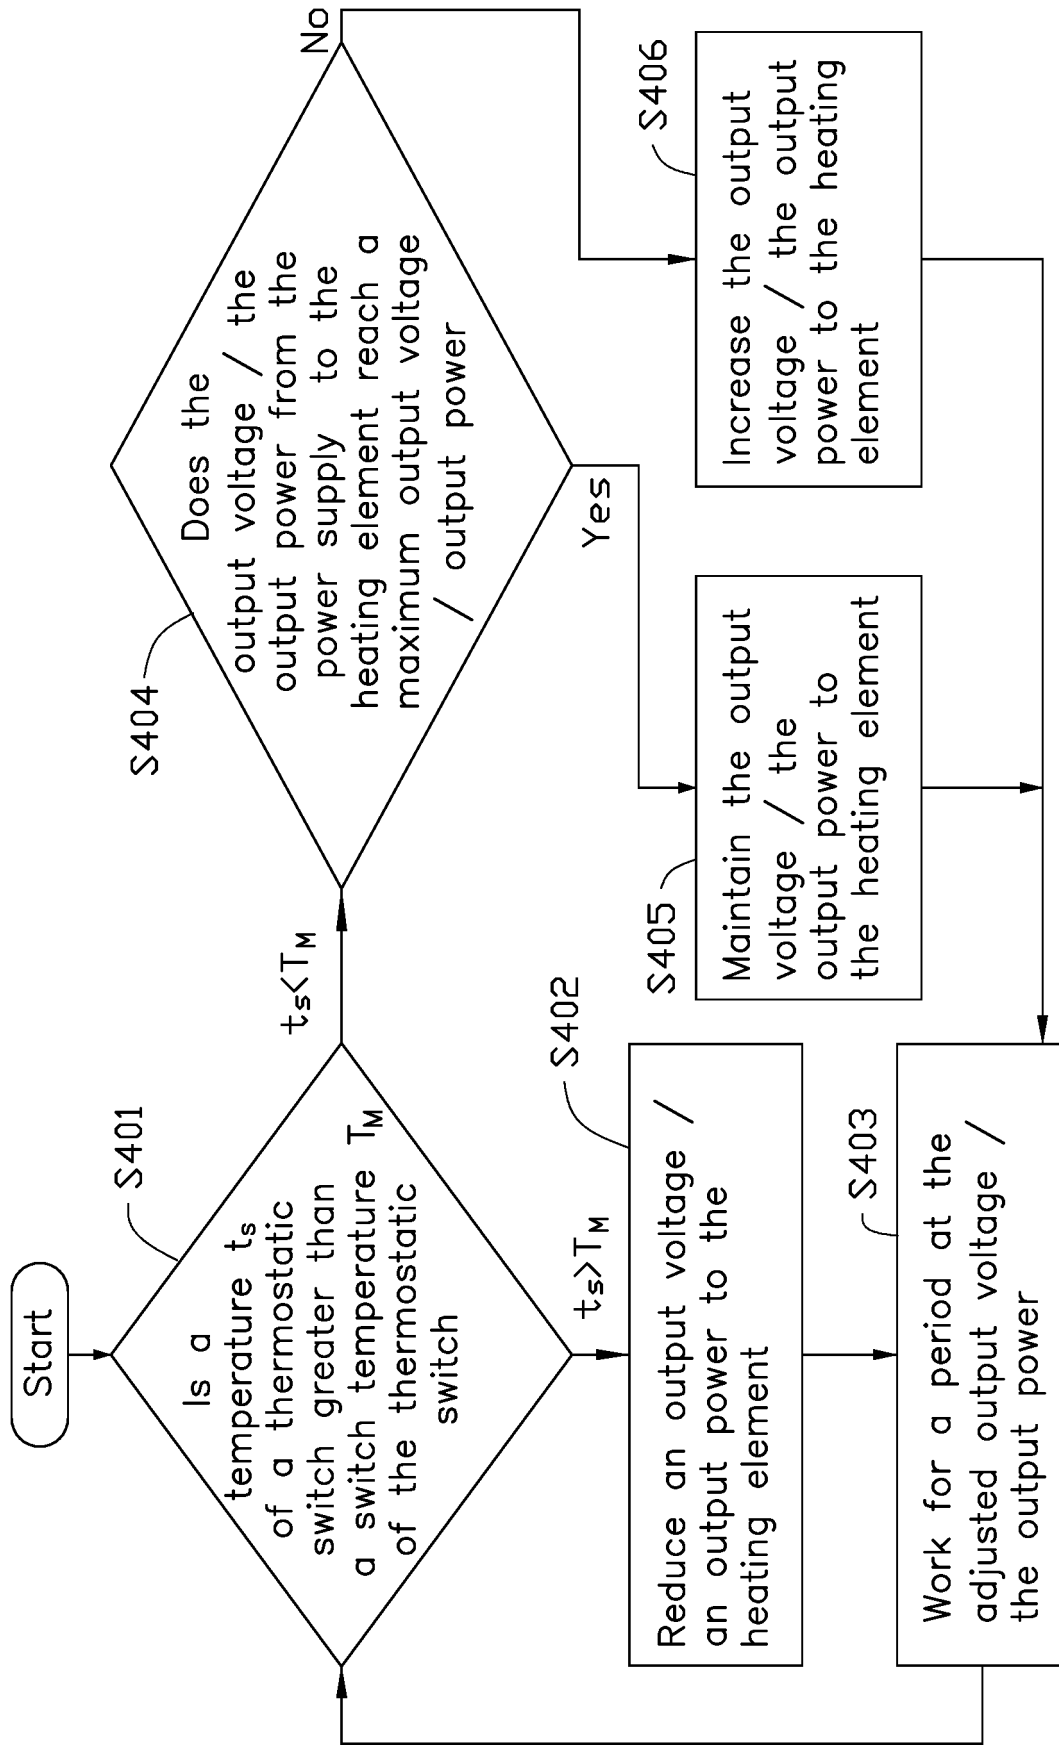 Start
S401
Is a
temperature ts
of a thermostatic
switch greater than
a switch temperature TM
of the thermostatic
switch
ts<TM
ts>TM
S402
Reduce an output voltage /
an output power to the
heating element
S403
Work for a period at the
adjusted output voltage /
the output power
S404
Does the
output voltage / the
output power from the
power supply to the
heating element reach a
maximum output voltage
/ output power
No
Yes
S405
Maintain the output
voltage / the
output power to
the heating element
S406
Increase the output
voltage / the output
power to the heating
element